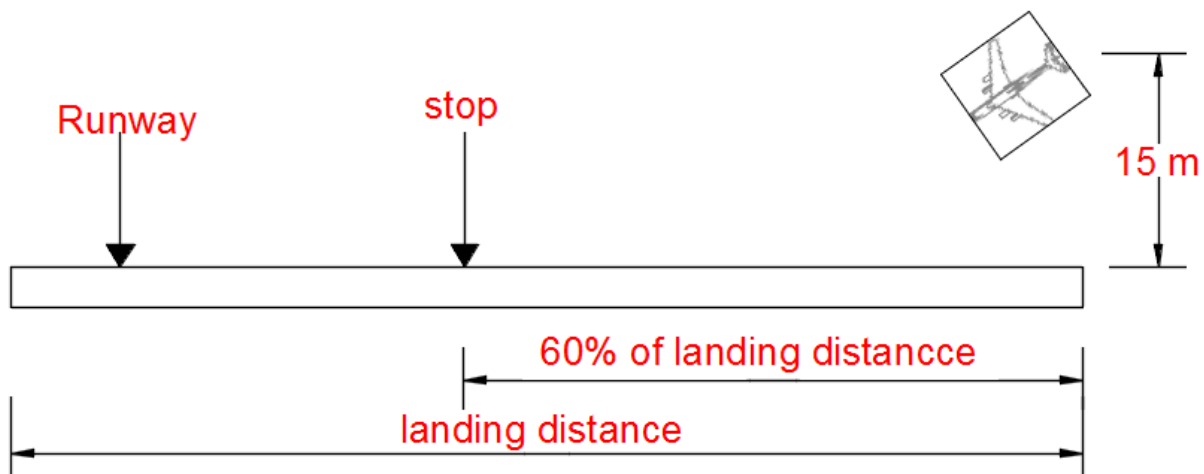 Runway
stop
15 m
60% of landing distancce
landing distance